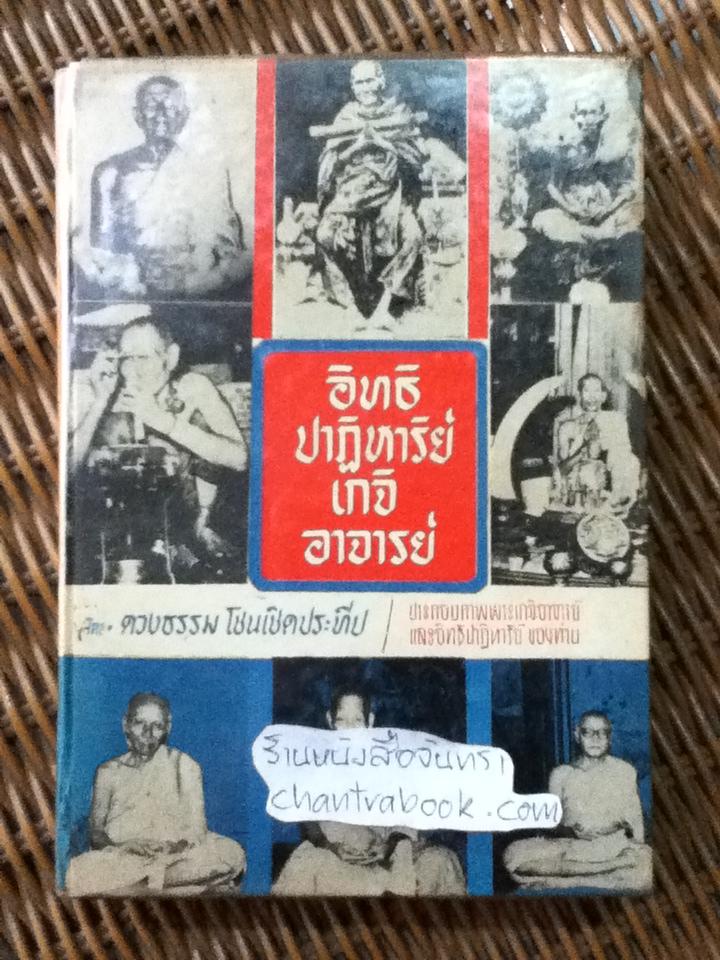 อิทธิ
ปาฏิหาริย์
เกจิ
อาจารย์
โดย. ดวงธรรม โชนเชิดประทีป
ประกอบภาพพระเกจิอาจารย์
และอิทธิปาฏิหาริย์ ของท่าน
ร้านหนังสือจันทรา
chantrabook.com